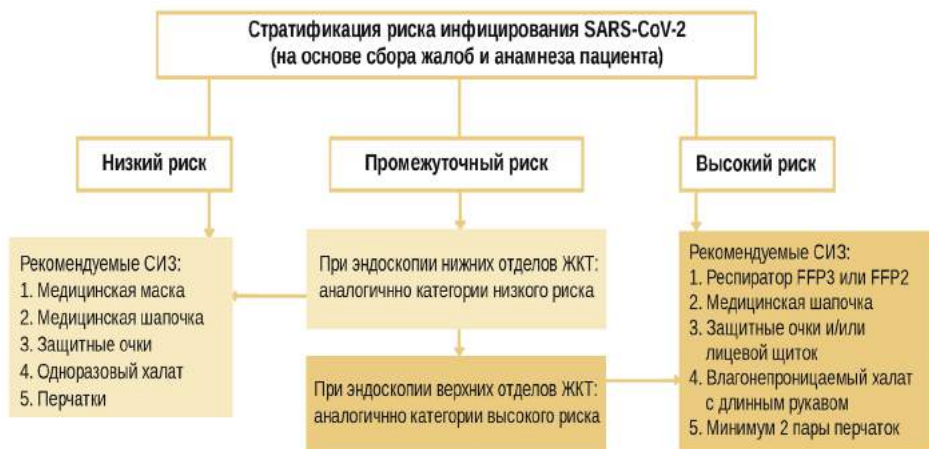 Стратификация риска инфицирования SARS-CoV-2
(на основе сбора жалоб и анамнеза пациента)
Низкий риск
Промежуточный риск
Высокий риск
Рекомендуемые СИЗ:
1. Медицинская маска
2. Медицинская шапочка
3. Защитные очки
4. Одноразовый халат
5. Перчатки
При эндоскопии нижних отделов ЖКТ:
аналогичнно категории низкого риска
При эндоскопии верхних отделов ЖКТ:
аналогичнно категории высокого риска
Рекомендуемые СИЗ:
1. Респиратор FFP3 или FFP2
2. Медицинская шапочка
3. Защитные очки и/или
лицевой щиток
4. Влагонепроницаемый халат
с длинным рукавом
5. Минимум 2 пары перчаток